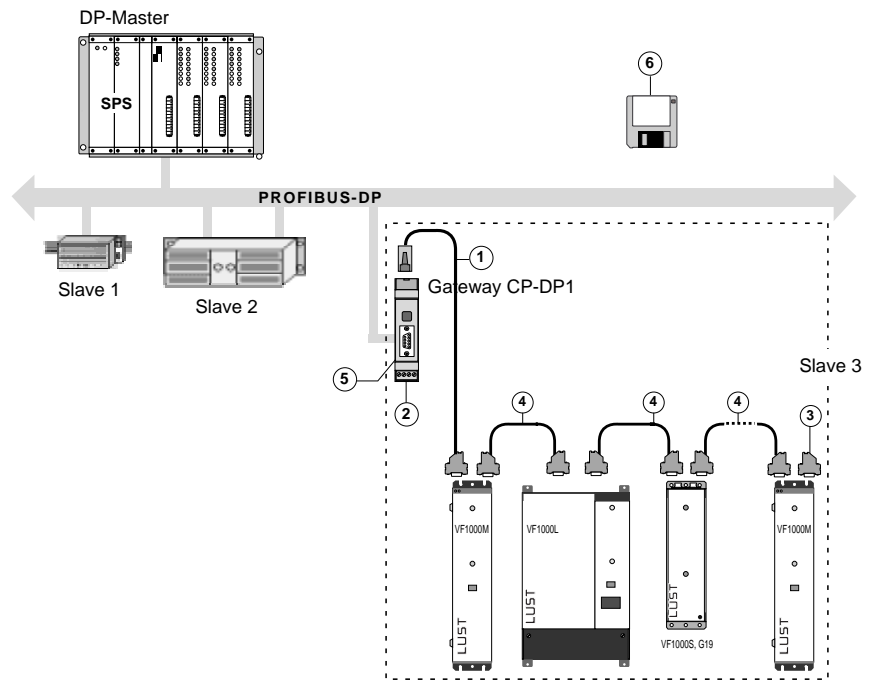 DP-Master
SPS
6
PROFIBUS-DP
1
Slave 1
Slave 2
Gateway CP-DP1
5
2
Slave 3
4
4
4
3
VF1000M
VF1000L
VF1000M
LUST
LUST
LUST
LUST
VF1000S, G19